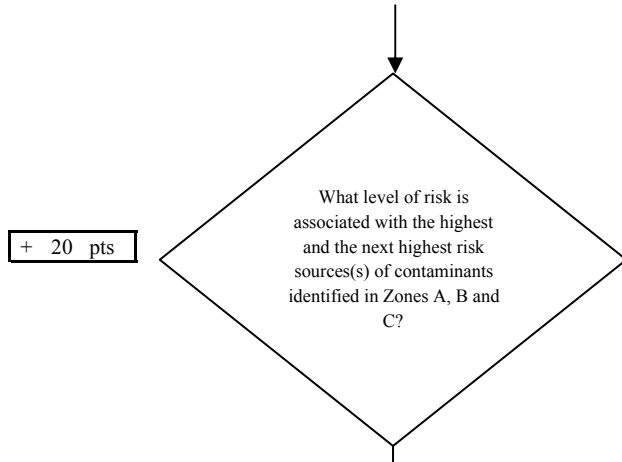 What level of risk is
associated with the highest
and the next highest risk
sources(s) of contaminants
identified in Zones A, B and
C?
+ 20 pts